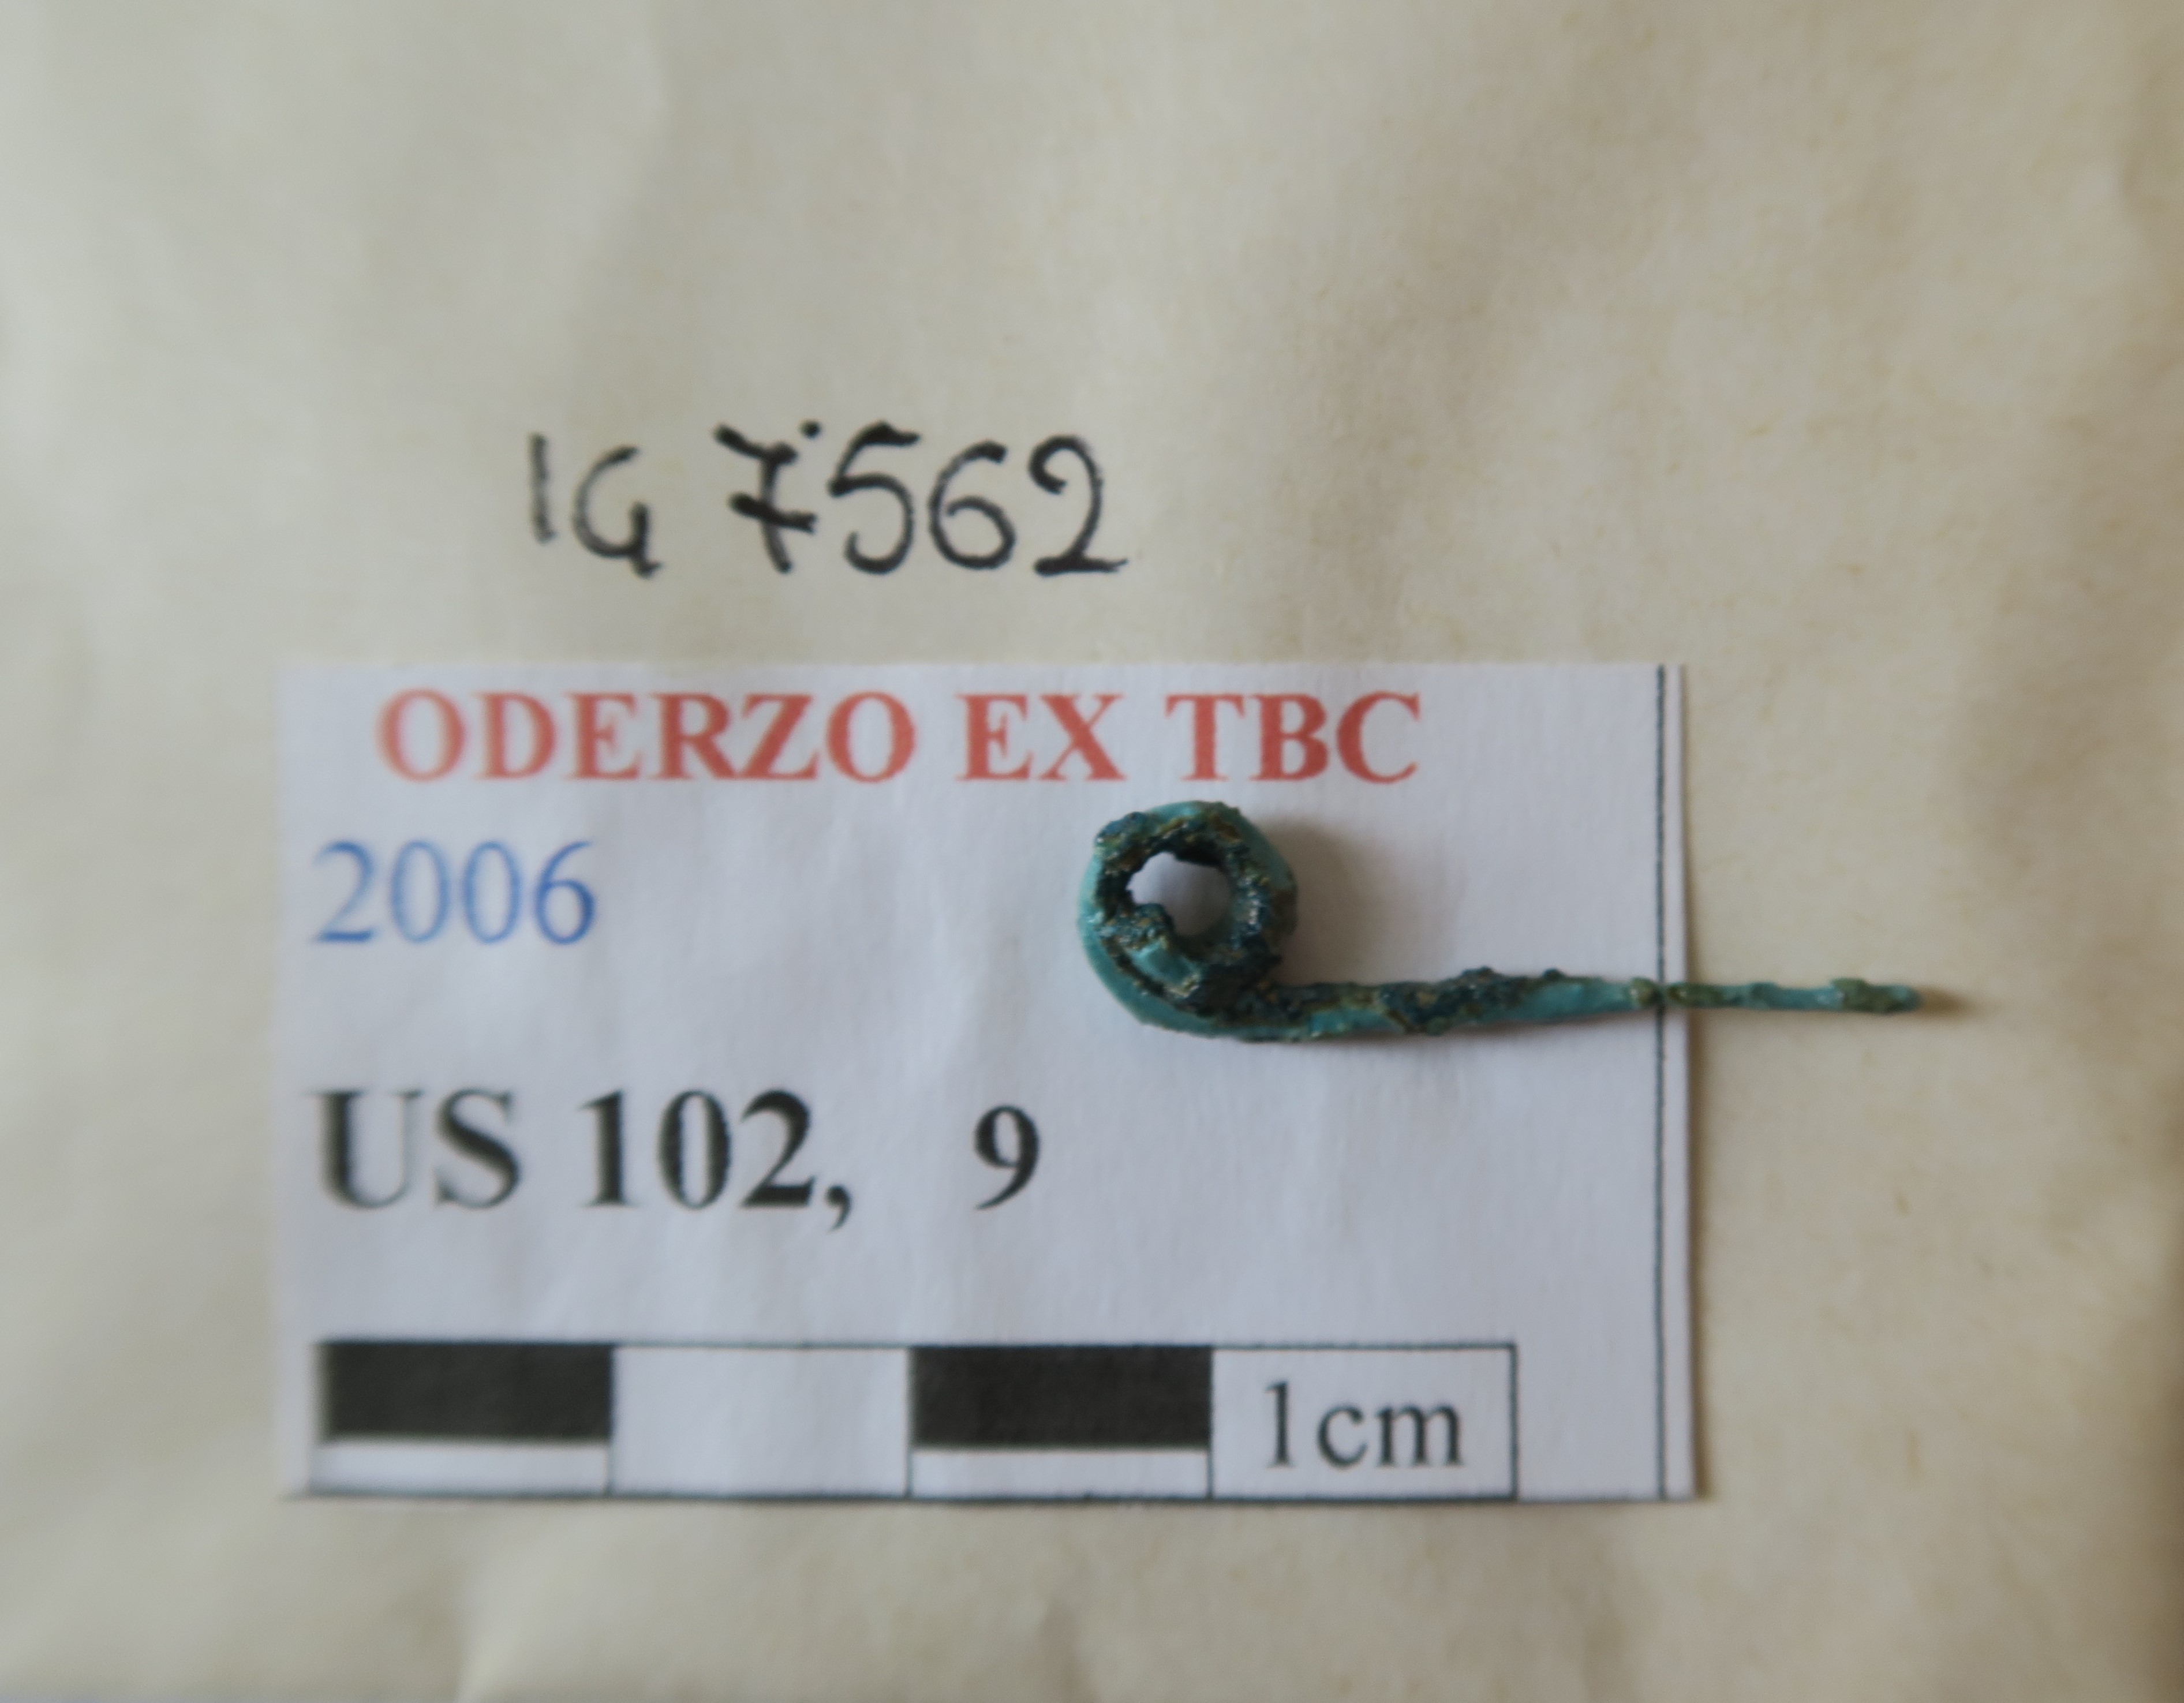 IG 7562
ODERZO EX TBC
2006
US 102, 9
1cm